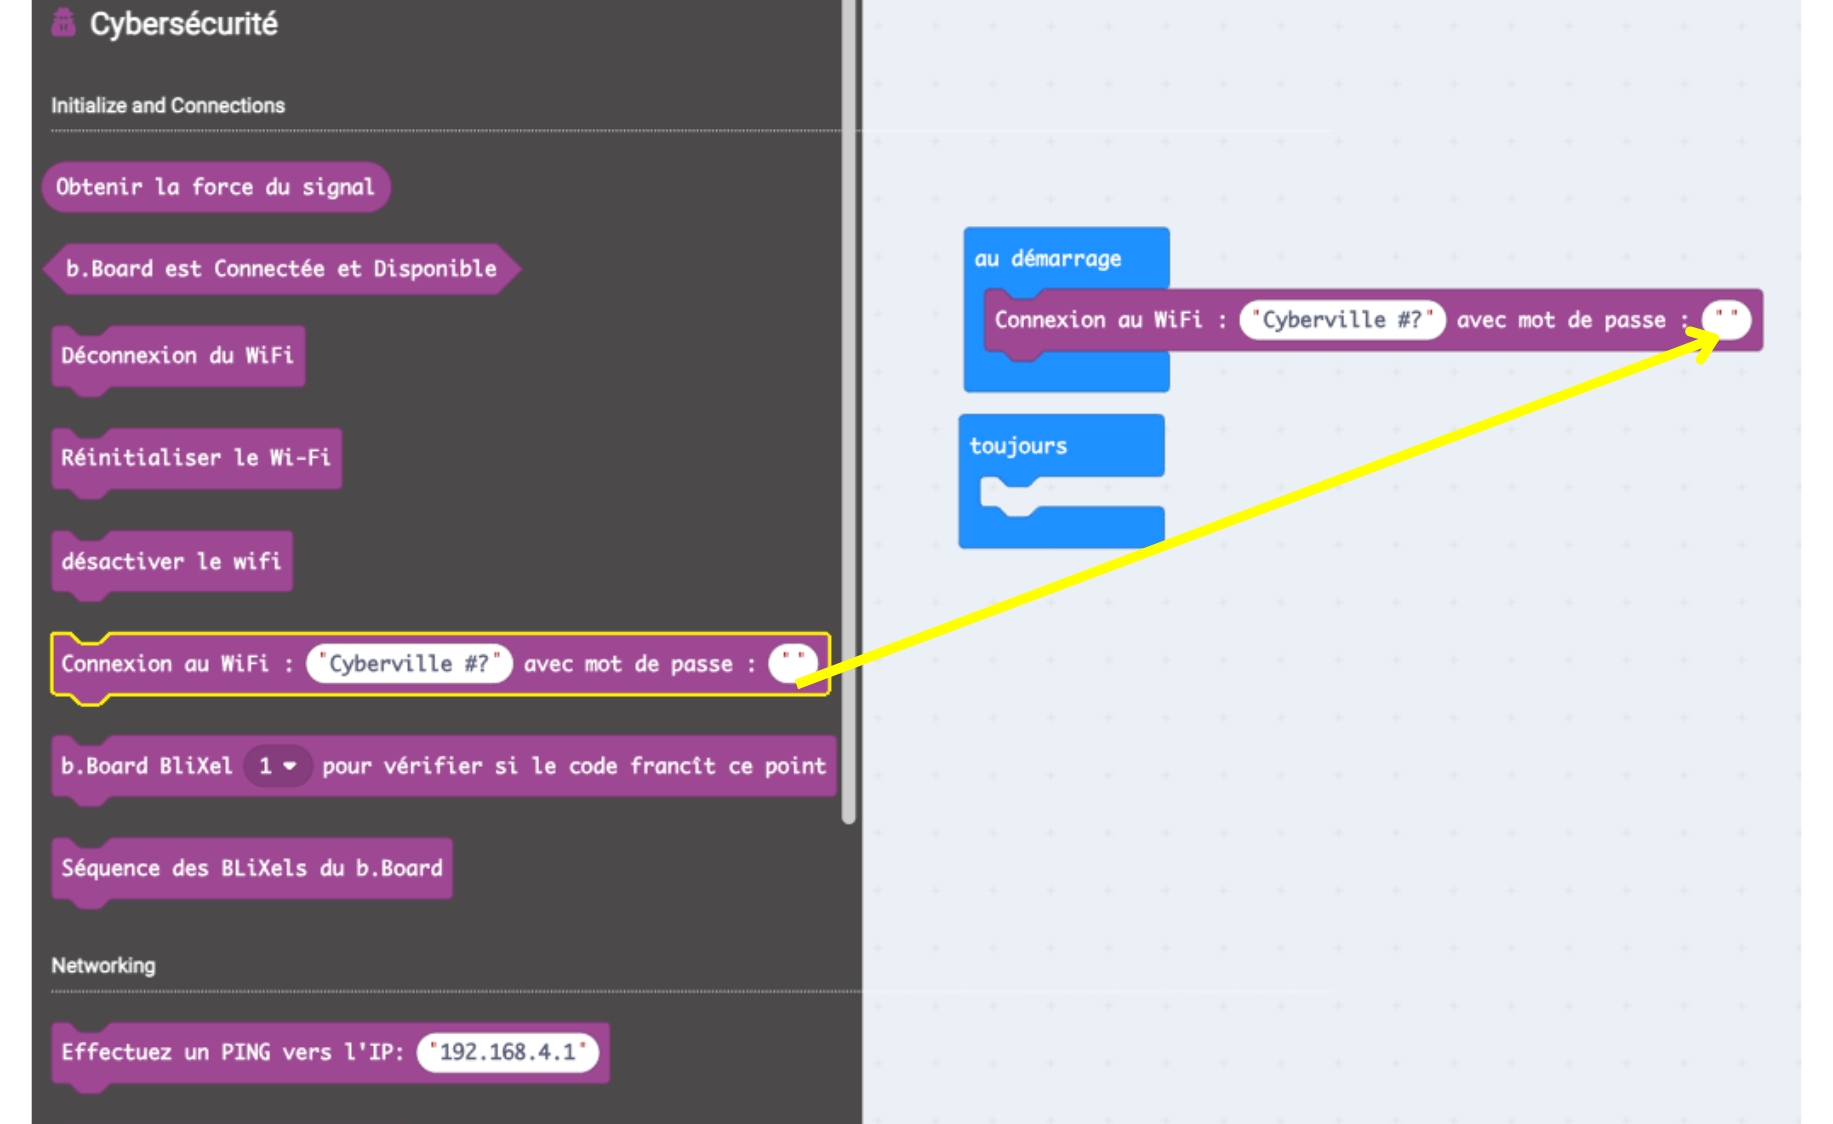 Cybersécurité
Initialize and Connections
Obtenir la force du signal
b.Board est Connectée et Disponible
Déconnexion du WiFi
Réinitialiser le Wi-Fi
désactiver le wifi
Connexion au WiFi : "Cyberville #?" avec mot de passe : " "
b.Board BliXel 1 pour vérifier si le code francît ce point
Séquence des BLiXels du b.Board
Networking
Effectuez un PING vers l'IP: "192.168.4.1"
au démarrage
Connexion au WiFi : "Cyberville #?" avec mot de passe : " "
toujours